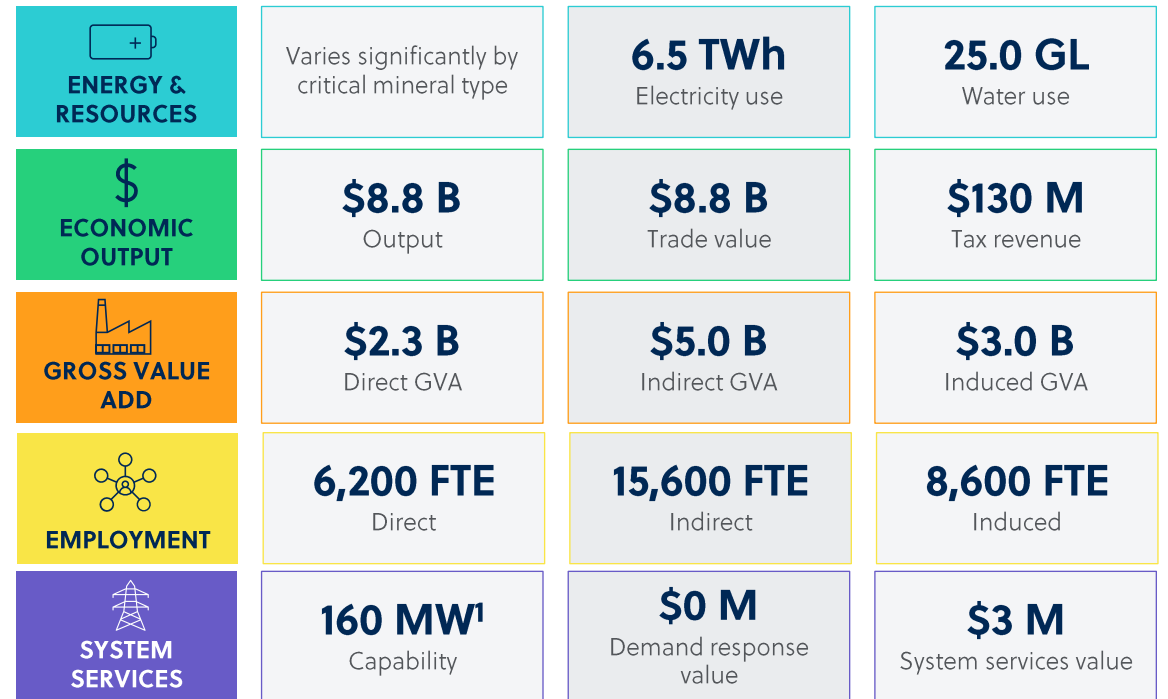 ENERGY &
RESOURCES
Varies significantly by
critical mineral type
6.5 TWh
Electricity use
25.0 GL
Water use
$
ECONOMIC
OUTPUT
$8.8 B
Output
$8.8 B
Trade value
$130 M
Tax revenue
GROSS VALUE
ADD
$2.3 B
Direct GVA
$5.0 B
Indirect GVA
$3.0 B
Induced GVA
EMPLOYMENT
6,200 FTE
Direct
15,600 FTE
Indirect
8,600 FTE
Induced
SYSTEM
SERVICES
160 MW¹
Capability
$0 M
Demand response
value
$3 M
System services value